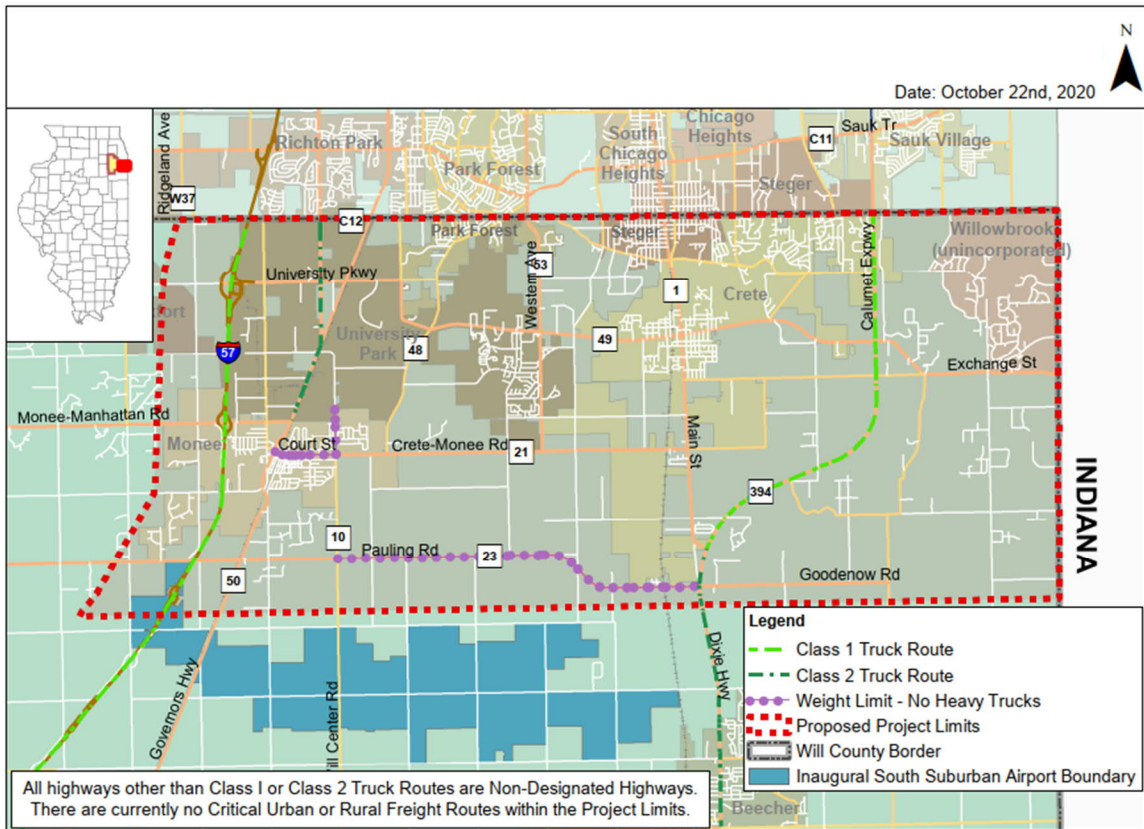 N
Date: October 22nd, 2020
Ridgeland Ave
W37
Richton Park
C12
Park Forest
South
Chicago
Heights
Chicago
Heights
C11
Sauk Tr
Sauk Village
Steger
Park Forest
Steger
Willowbrook
(unincorporated)
University Pkwy
Western Ave
53
1
Crete
Calumet Expwy
57
University
Park
48
49
Exchange St
Monee-Manhattan Rd
Monee
Court St
Crete-Monee Rd
21
Main St
394
INDIANA
10
Pauling Rd
23
50
Goodenow Rd
Governors Hwy
Will Center Rd
Dixie Hwy
Beecher
Legend
Class 1 Truck Route
Class 2 Truck Route
Weight Limit - No Heavy Trucks
Proposed Project Limits
Will County Border
Inaugural South Suburban Airport Boundary
All highways other than Class I or Class 2 Truck Routes are Non-Designated Highways.
There are currently no Critical Urban or Rural Freight Routes within the Project Limits.